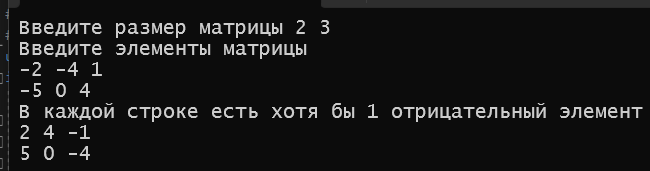 Введите размер матрицы 2 3
Введите элементы матрицы
-2 -4 1
-5 0 4
В каждой строке есть хотя бы 1 отрицательный элемент
2 4 -1
5 0 -4